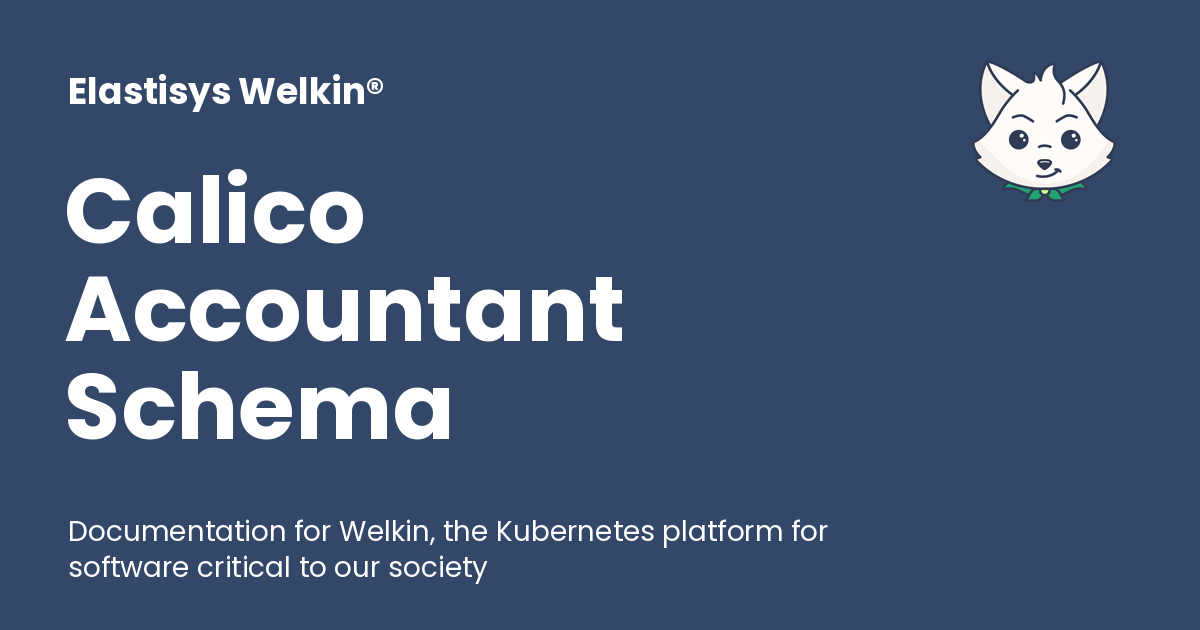 Elastisys Welkin®
Calico
Accountant
Schema
Documentation for Welkin, the Kubernetes platform for
software critical to our society